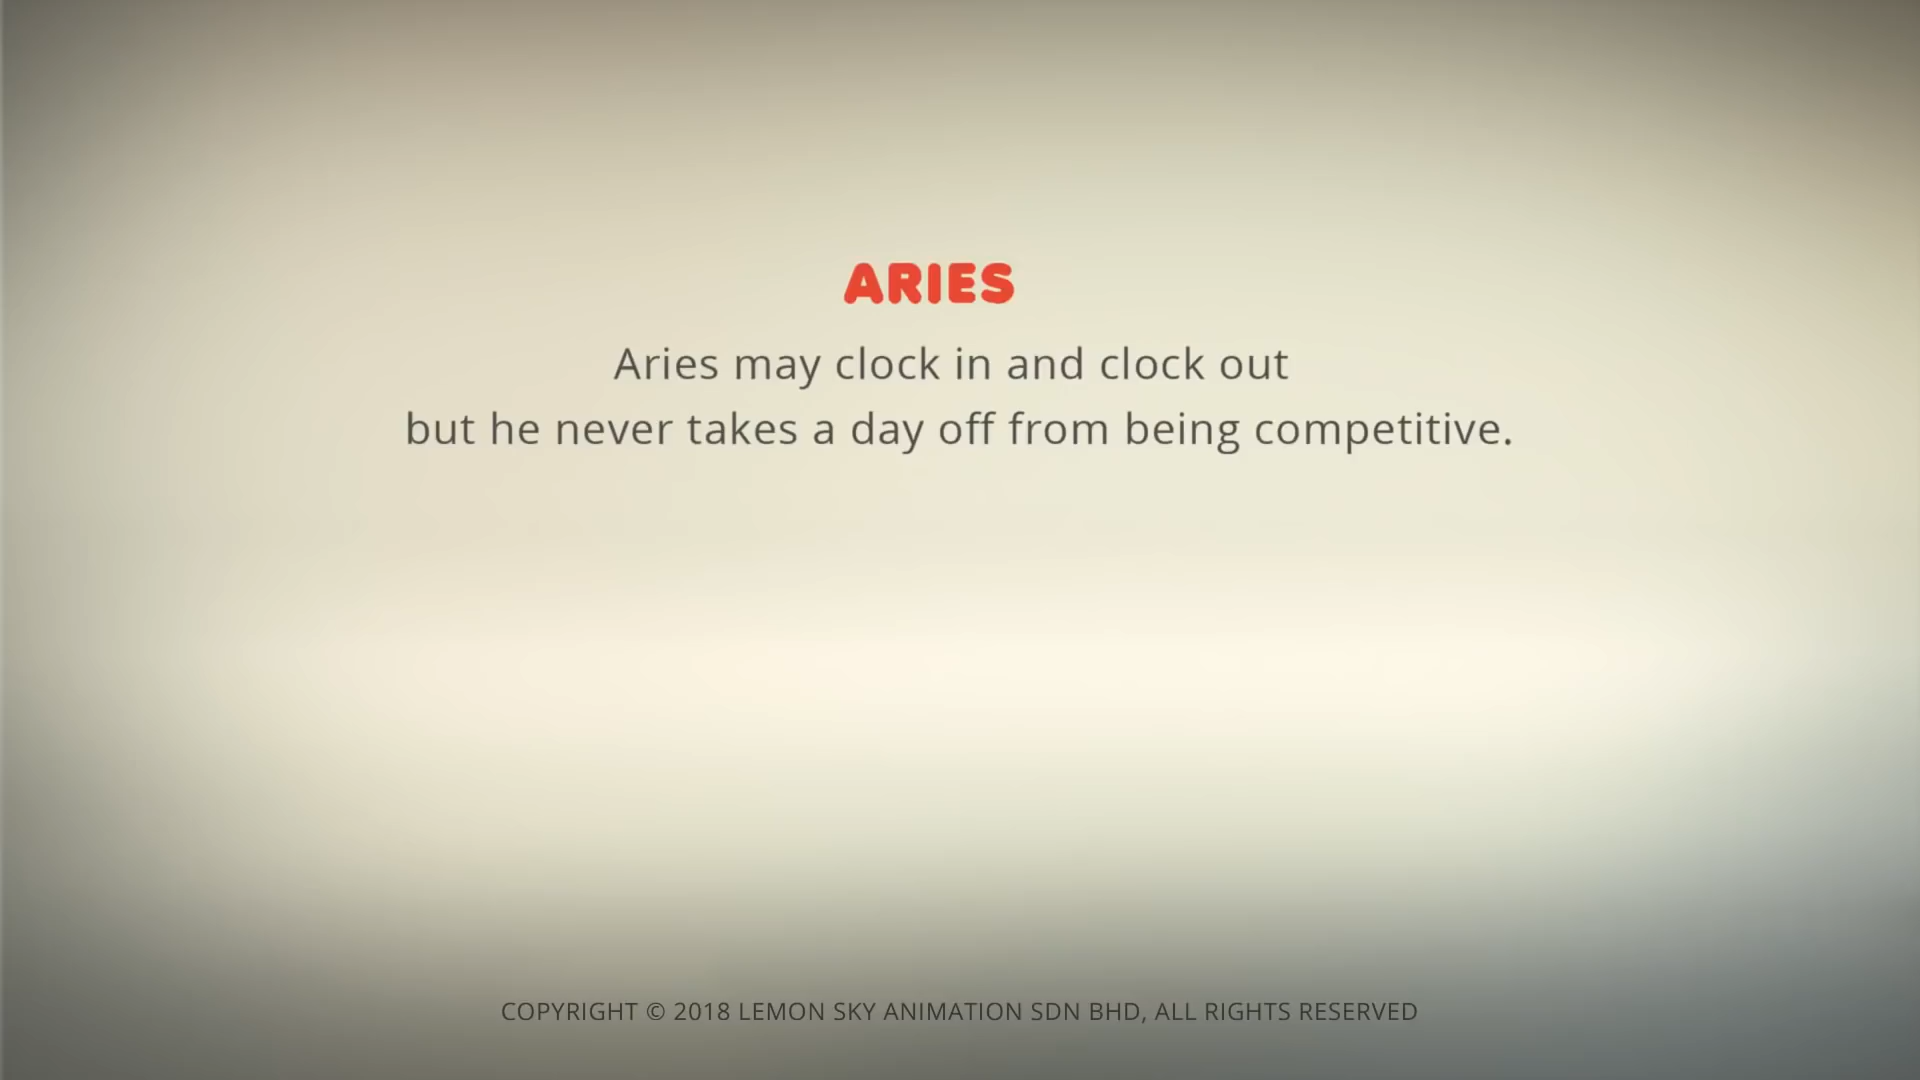 ARIES
Aries may clock in and clock out
but he never takes a day off from being competitive.
COPYRIGHT © 2018 LEMON SKY ANIMATION SDN BHD, ALL RIGHTS RESERVED